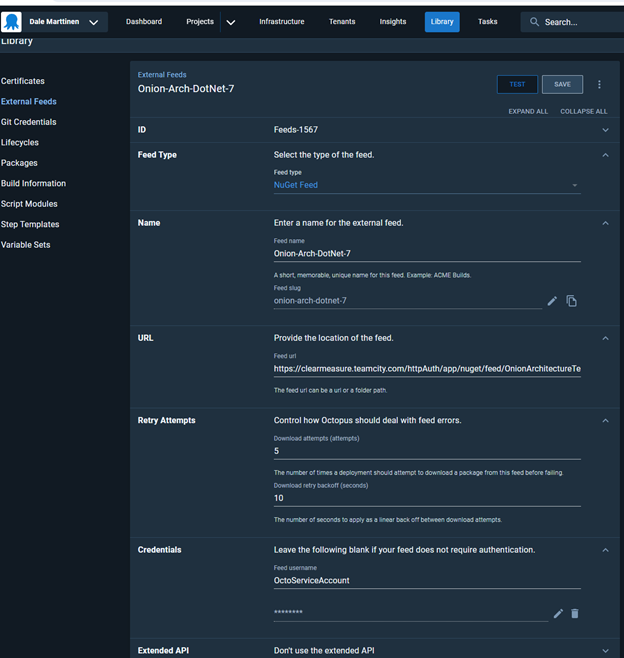 Dale Marttinen
Dashboard
Projects
Infrastructure
Tenants
Insights
Library
Tasks
Search...
Library
Certificates
External Feeds
Git Credentials
Lifecycles
Packages
Build Information
Script Modules
Step Templates
Variable Sets
External Feeds
Onion-Arch-DotNet-7
TEST
SAVE
EXPAND ALL
COLLAPSE ALL
ID
Feeds-1567
Feed Type
Select the type of the feed.
Feed type
NuGet Feed
Name
Enter a name for the external feed.
Feed name
Onion-Arch-DotNet-7
A short, memorable, unique name for this feed. Example: ACME Builds.
Feed slug
onion-arch-dotnet-7
URL
Provide the location of the feed.
Feed url
https://clearmeasure.teamcity.com/httpAuth/app/nuget/feed/OnionArchitectureTe
The feed url can be a url or a folder path.
Retry Attempts
Control how Octopus should deal with feed errors.
Download attempts (attempts)
5
The number of times a deployment should attempt to download a package from this feed before failing.
Download retry backoff (seconds)
10
The number of seconds to apply as a linear back off between download attempts.
Credentials
Leave the following blank if your feed does not require authentication.
Feed username
OctoServiceAccount
********
Extended API
Don't use the extended API